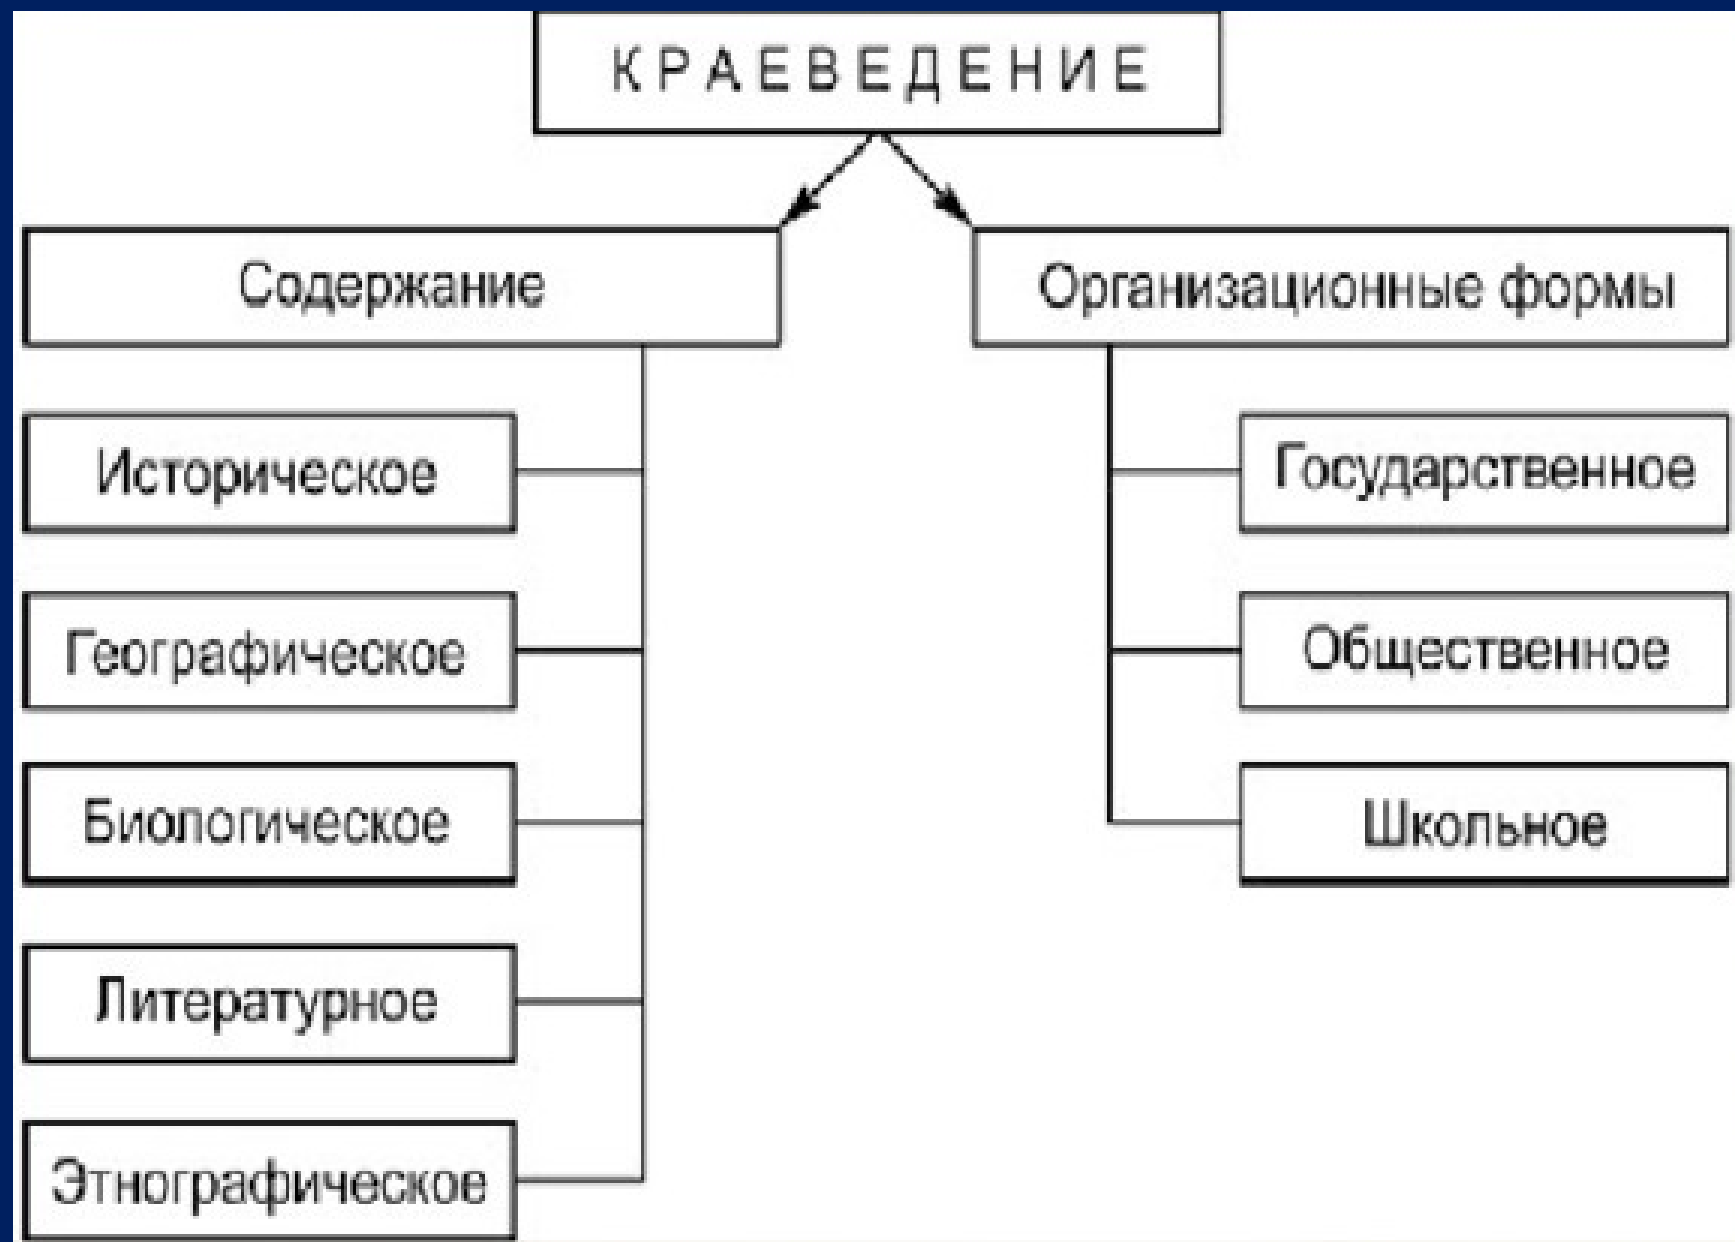 КРАЕВЕДЕНИЕ
Содержание
Историческое
Географическое
Биологическое
Литературное
Этнографическое
Организационные формы
Государственное
Общественное
Школьное